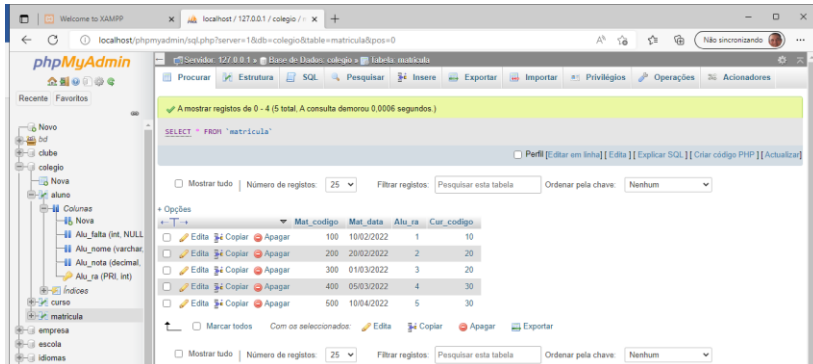 Welcome to XAMPP
localhost / 127.0.0.1 / colegio / m
localhost/phpmyadmin/sql.php?server=1&db=colegio&table=matricula&pos=0
Não sincronizando
phpMyAdmin
Recente Favoritos
Novo
bd
clube
colegio
Nova
aluno
Colunas
Nova
Alu_falta (int, NULL
Alu_nome (varchar,
Alu_nota (decimal,
Alu_ra (PRI, int)
Índices
curso
matricula
empresa
escola
idiomas
Servidor: 127.0.0.1 » Base de Dados: colegio » Tabela: matricula
Procurar Estrutura SQL Pesquisar Insere Exportar Importar Privilégios Operações Acionadores
A mostrar registos de 0 - 4 (5 total, A consulta demorou 0,0006 segundos.)
SELECT * FROM `matricula`
Perfil [Editar em linha] [ Edita ] [ Explicar SQL ] [ Criar código PHP ] [ Actualizar]
Mostrar tudo | Número de registos: 25 Filtrar registos: Pesquisar esta tabela Ordenar pela chave: Nenhum
+ Opções
←T→ Mat_codigo Mat_data Alu_ra Cur_codigo
Edita Copiar Apagar 100 10/02/2022 1 10
Edita Copiar Apagar 200 20/02/2022 2 20
Edita Copiar Apagar 300 01/03/2022 3 20
Edita Copiar Apagar 400 05/03/2022 4 30
Edita Copiar Apagar 500 10/04/2022 5 30
Marcar todos Com os seleccionados: Edita Copiar Apagar Exportar
Mostrar tudo | Número de registos: 25 Filtrar registos: Pesquisar esta tabela Ordenar pela chave: Nenhum